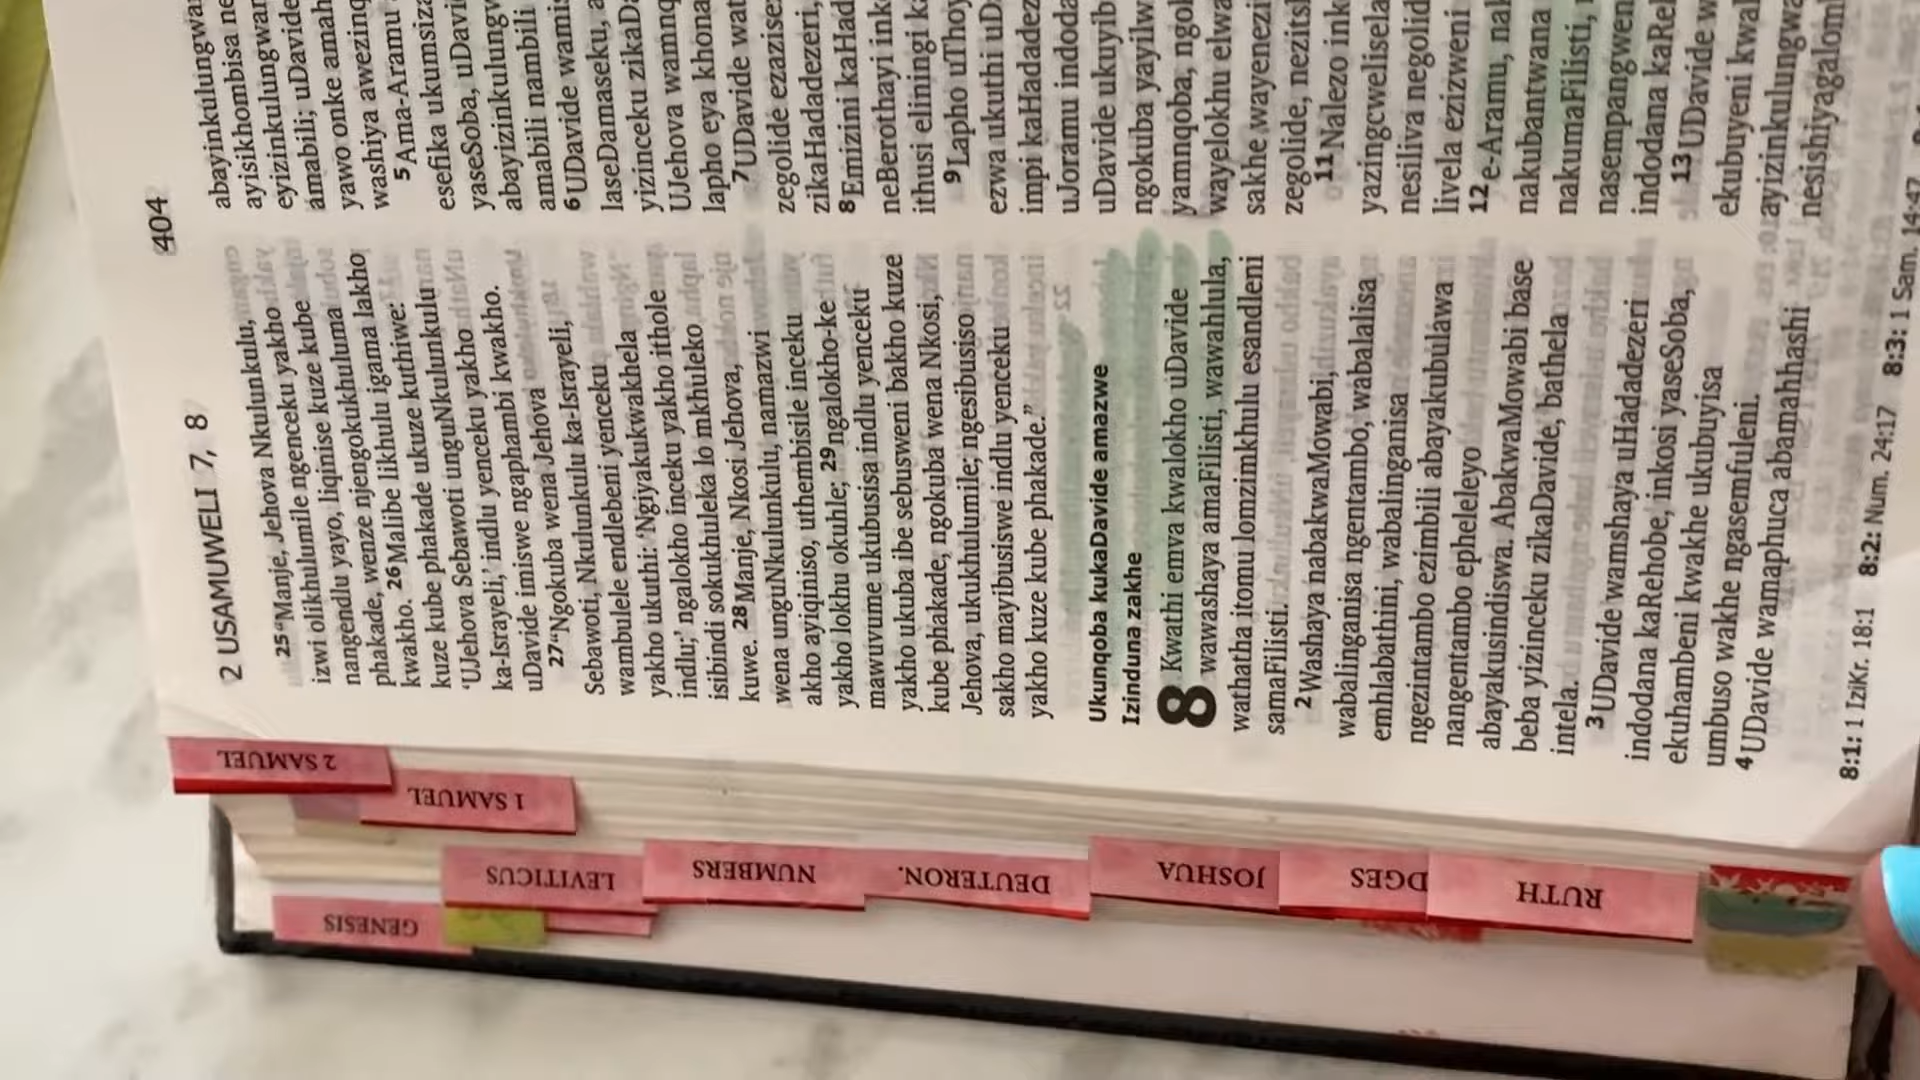 2 USAMUWELI 7, 8
404
25 “Manje, Jehova Nkulunkulu,
izwi olikhulumile ngenceku yakho
nangendlu yayo, liqinise kuze kube
phakade, wenze njengokukhuluma
kwakho. 26 Malibe likhulu igama lakho
kuze kube phakade ukuze kuthiwe:
‘UJehova Sebawoti unguNkulunkulu
ka-Israyeli,’ indlu yenceku yakho
uDavide imiswe ngaphambi kwakho.
27 “Ngokuba wena Jehova
Sebawoti, Nkulunkulu ka-Israyeli,
wambulele endlebeni yenceku
yakho ukuthi: ‘Ngiyakukwakhela
indlu;’ ngalokho inceku yakho ithole
isibindi sokukhuleka lo mkhuleko
kuwe. 28 Manje, Nkosi Jehova,
wena unguNkulunkulu, namazwi
akho ayiqiniso, uthembisile inceku
yakho lokhu okuhle; 29 ngalokho-ke
mawuvume ukubusisa indlu yenceku
yakho ukuba ibe sebusweni bakho kuze
kube phakade, ngokuba wena Nkosi,
Jehova, ukukhulumile; ngesibusiso
sakho mayibusiswe indlu yenceku
yakho kuze kube phakade.”
Ukunqoba kukaDavide amazwe
Izinduna zakhe
8 Kwathi emva kwalokho uDavide
wawashaya amaFilisti, wawahlula,
wathatha itomu lomzimkhulu esandleni
samaFilisti.
2 Washaya nabakwaMowabi,
wabalinganisa ngentambo, wabalalisa
emhlabathini, wabalinganisa
ngezintambo ezimbili abayakubulawa
nangentambo epheleleyo
abayakusindiswa. AbakwaMowabi base
beba yizinceku zikaDavide, bathela
intela.
3 UDavide wamshaya uHadadezeri
indodana kaRehobe, inkosi yaseSoba,
ekuhambeni kwakhe ukubuyisa
umbuso wakhe ngasemfuleni.
4 UDavide wamaphuca abamahhashi
abayinkulungwa
ayisikhombisa
eyizinkulungwa
amabili; uDavide
yawo onke amah
washiya
5 Ama-Aramu
esefika ukumsiza
yaseSoba, uDavi
abayizinkulungw
amabili nambili
6 UDavide wamis
laseDamaseku, a
yizinceku zikaDa
UJehova wamnq
lapho eya khona
7 UDavide wat
zegolide ezazise
zikaHadadezeri,
8 Emizini kaHad
neBerothayi ink
ithusi eliningi k
9 Lapho uThoy
ezwa ukuthi uD
impi kaHadadez
uJoramu indoda
uDavide ukuyib
ngokuba yayilw
yamnqoba, ngo
wayelokhu elwa
sakhe wayenezi
zegolide, nezits
11 Nalezo ink
yazingcwelisela
nesiliva negolid
livela ezizweni
12 e-Aramu, nak
nakubantwana
nakumaFilisti,
nasempangwen
indodana kaRe
13 UDavide w
ekubuyeni kwa
ayizinkulungwa
nesishiyagalom
8:1: 1 IziKr. 18:1 8:2: Num. 24:17 8:3: 1 Sam. 14:47
2 SAMUEL
1 SAMUEL
GENESIS
LEVITICUS
NUMBERS
DEUTERON.
JOSHUA
DGES
RUTH